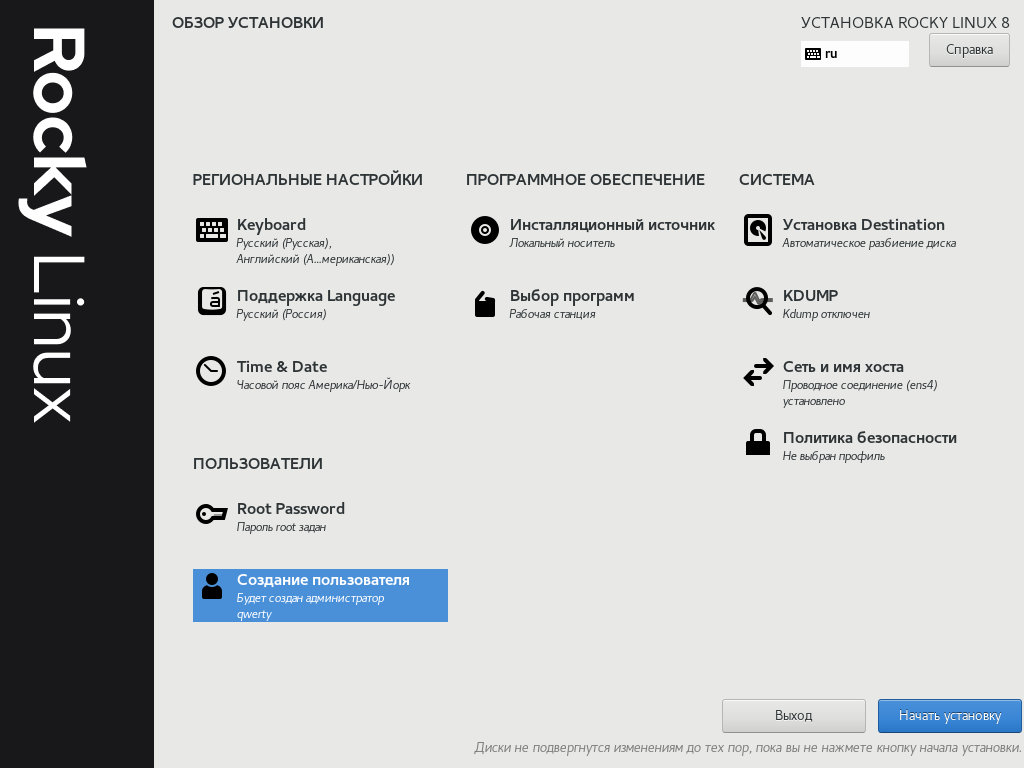 Rocky Linux
ОБЗОР УСТАНОВКИ
УСТАНОВКА ROCKY LINUX 8
ru
Справка
РЕГИОНАЛЬНЫЕ НАСТРОЙКИ
Keyboard
Русский (Русская),
Английский (А...мериканская))
Поддержка Language
Русский (Россия)
Time & Date
Часовой пояс Америка/Нью-Йорк
ПРОГРАММНОЕ ОБЕСПЕЧЕНИЕ
Инсталляционный источник
Локальный носитель
Выбор программ
Рабочая станция
СИСТЕМА
Установка Destination
Автоматическое разбиение диска
KDUMP
Kdump отключен
Сеть и имя хоста
Проводное соединение (ens4)
установлено
Политика безопасности
Не выбран профиль
ПОЛЬЗОВАТЕЛИ
Root Password
Пароль root задан
Создание пользователя
Будет создан администратор
qwerty
Выход
Начать установку
Диски не подвергнутся изменениям до тех пор, пока вы не нажмете кнопку начала установки.